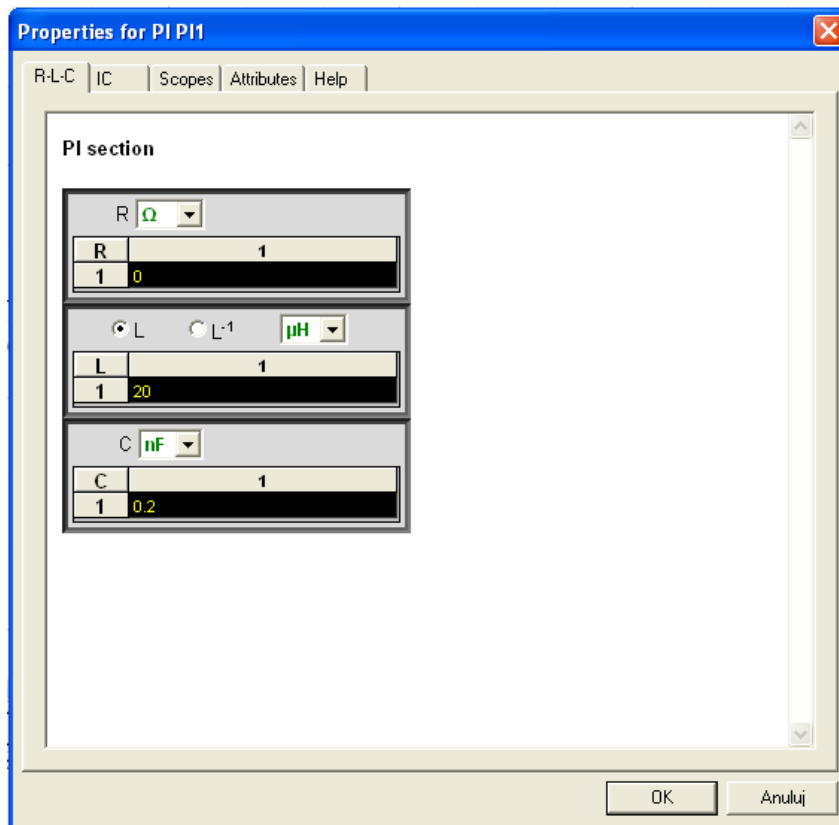 Properties for PI PI1
R-L-C IC Scopes Attributes Help
PI section
R Ω
R 1
1 0
L L⁻¹ µH
L 1
1 20
C nF
C 1
1 0.2
OK Anuluj